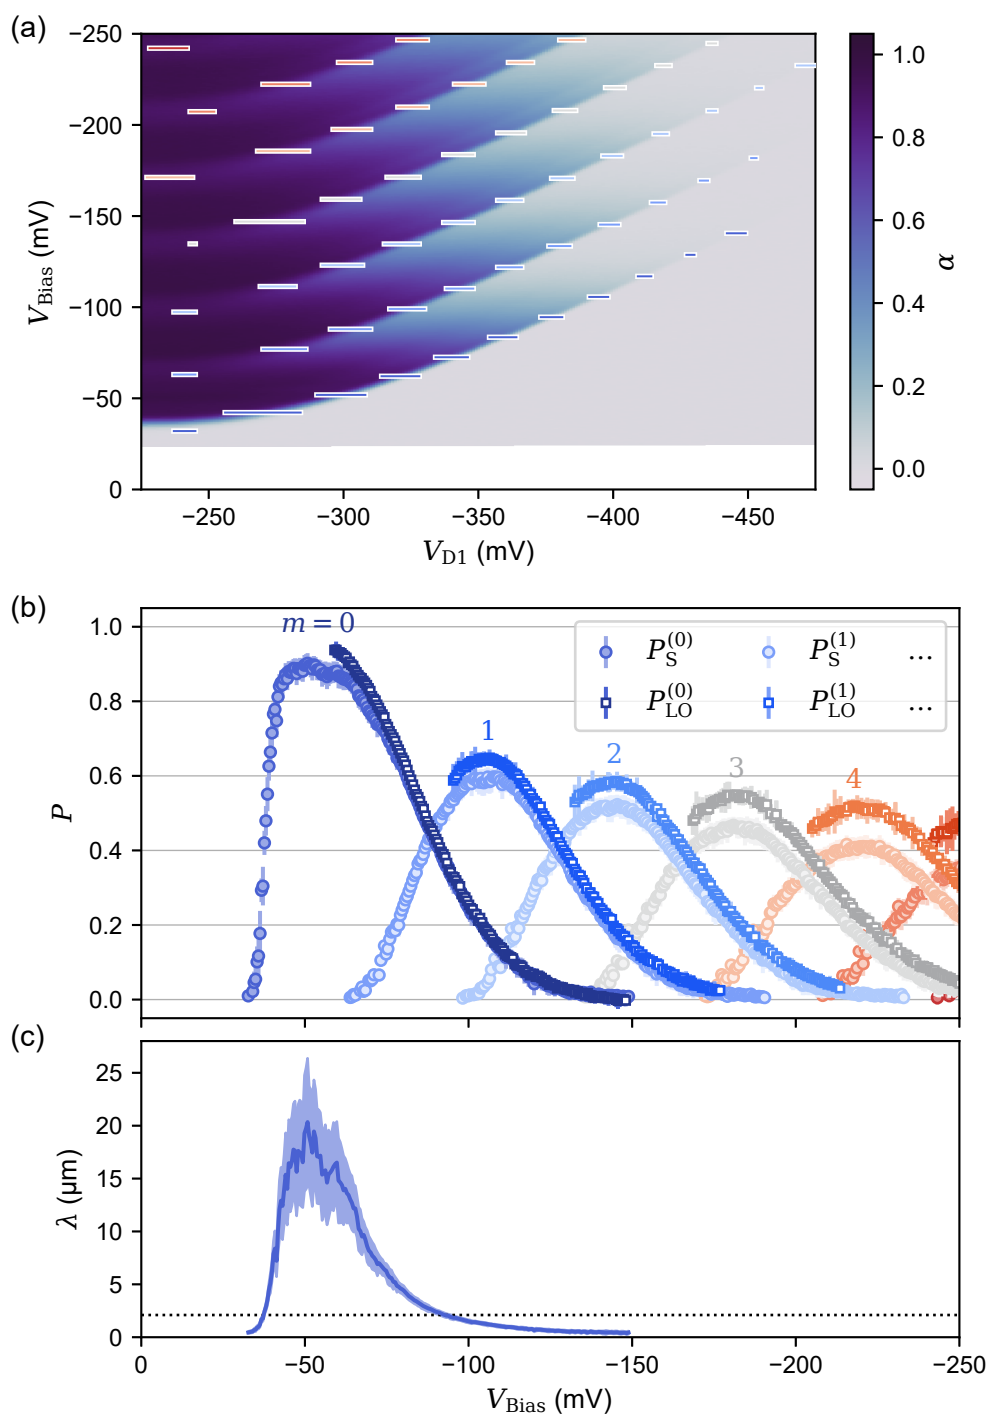 (a)
−250
−200
−150
−100
−50
0
V_Bias (mV)
−250 −300 −350 −400 −450
V_D1 (mV)
1.0
0.8
0.6
0.4
0.2
0.0
α
(b)
1.0
0.8
0.6
0.4
0.2
0.0
P
m = 0
1
2
3
4
P_S^(0) P_S^(1) ...
P_LO^(0) P_LO^(1) ...
(c)
25
20
15
10
5
0
λ (μm)
0 −50 −100 −150 −200 −250
V_Bias (mV)